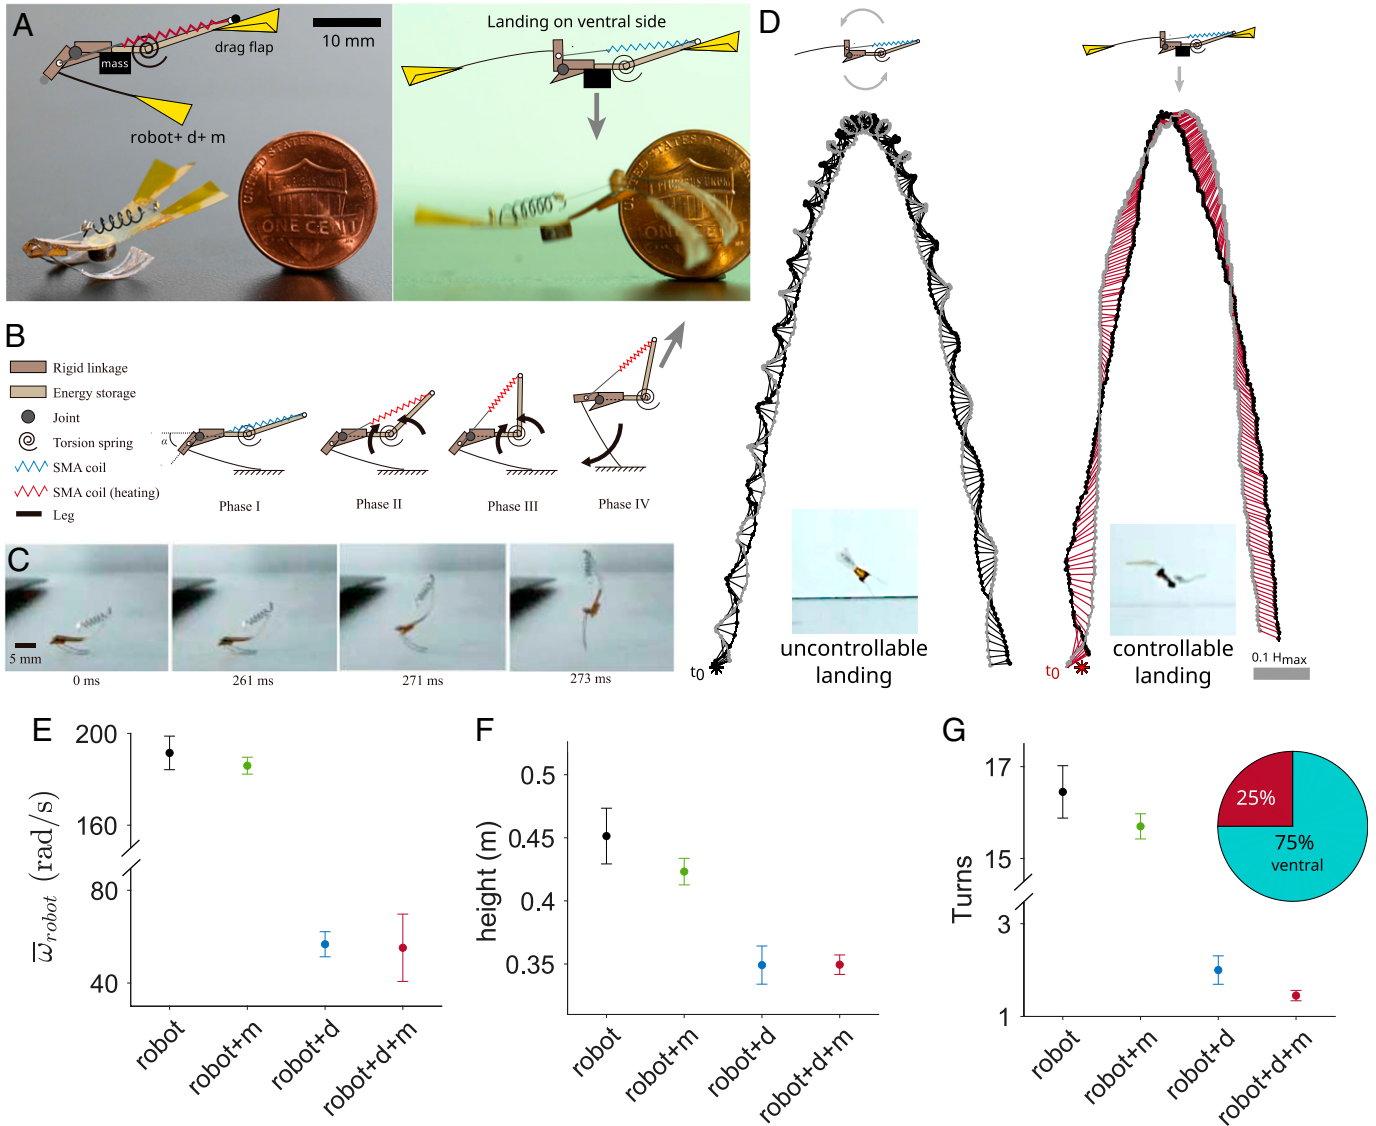 A
mass
drag flap
10 mm
robot+ d+ m
UNITED STATES OF AMERICA
ONE CENT
Landing on ventral side
B
Rigid linkage
Energy storage
Joint
Torsion spring
SMA coil
SMA coil (heating)
Leg
α
Phase I
Phase II
Phase III
Phase IV
C
5 mm
0 ms
261 ms
271 ms
273 ms
D
t0
uncontrollable
landing
t0
controllable
landing
0.1 Hmax
E
200
160
80
40
ω̅robot (rad/s)
robot
robot+m
robot+d
robot+d+m
F
0.5
0.45
0.4
0.35
height (m)
robot
robot+m
robot+d
robot+d+m
G
17
15
3
1
Turns
25%
75%
ventral
robot
robot+m
robot+d
robot+d+m